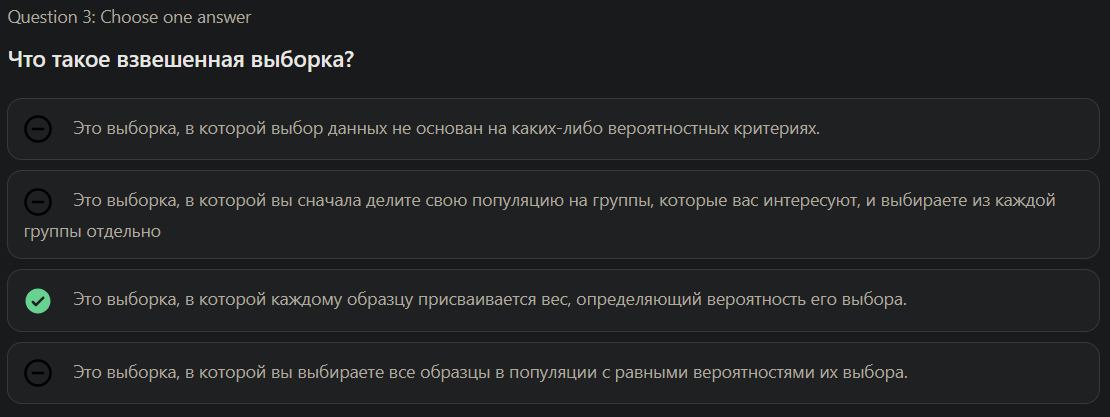 Question 3: Choose one answer
Что такое взвешенная выборка?
Это выборка, в которой выбор данных не основан на каких-либо вероятностных критериях.
Это выборка, в которой вы сначала делите свою популяцию на группы, которые вас интересуют, и выбираете из каждой
группы отдельно
Это выборка, в которой каждому образцу присваивается вес, определяющий вероятность его выбора.
Это выборка, в которой вы выбираете все образцы в популяции с равными вероятностями их выбора.